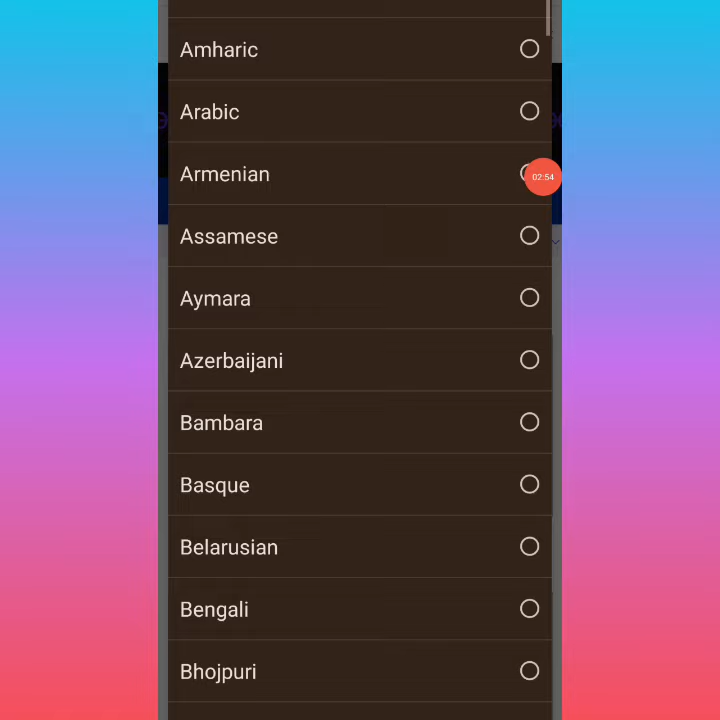 Amharic
Arabic
Armenian
02:54
Assamese
Aymara
Azerbaijani
Bambara
Basque
Belarusian
Bengali
Bhojpuri